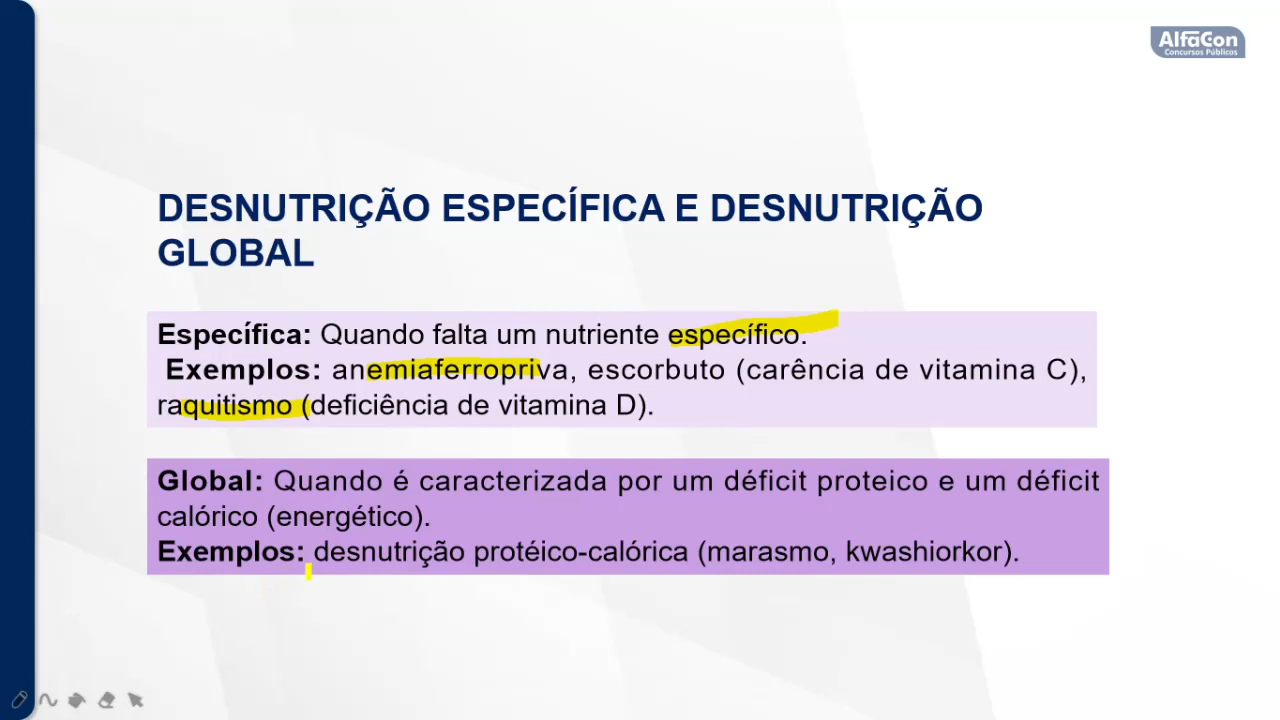 AlfaCon
Concursos Públicos
DESNUTRIÇÃO ESPECÍFICA E DESNUTRIÇÃO
GLOBAL
Específica: Quando falta um nutriente específico.
Exemplos: anemiaferropriva, escorbuto (carência de vitamina C),
raquitismo (deficiência de vitamina D).
Global: Quando é caracterizada por um déficit proteico e um déficit
calórico (energético).
Exemplos: desnutrição protéico-calórica (marasmo, kwashiorkor).